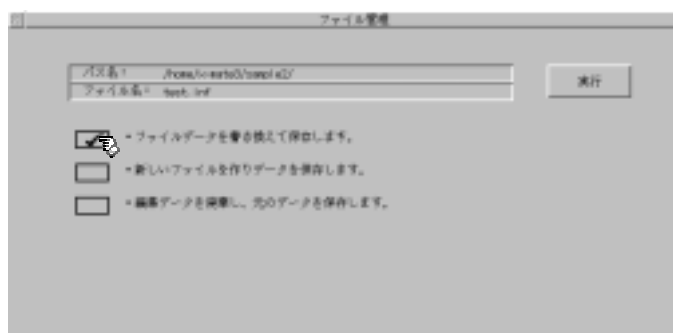 ファイル管理
パス名：
実行
ファイル名： test.inf
・ファイルデータを書き換えて保存します。
・新しいファイルを作りデータを保存します。
・編集データを廃棄し、元のデータを保存します。